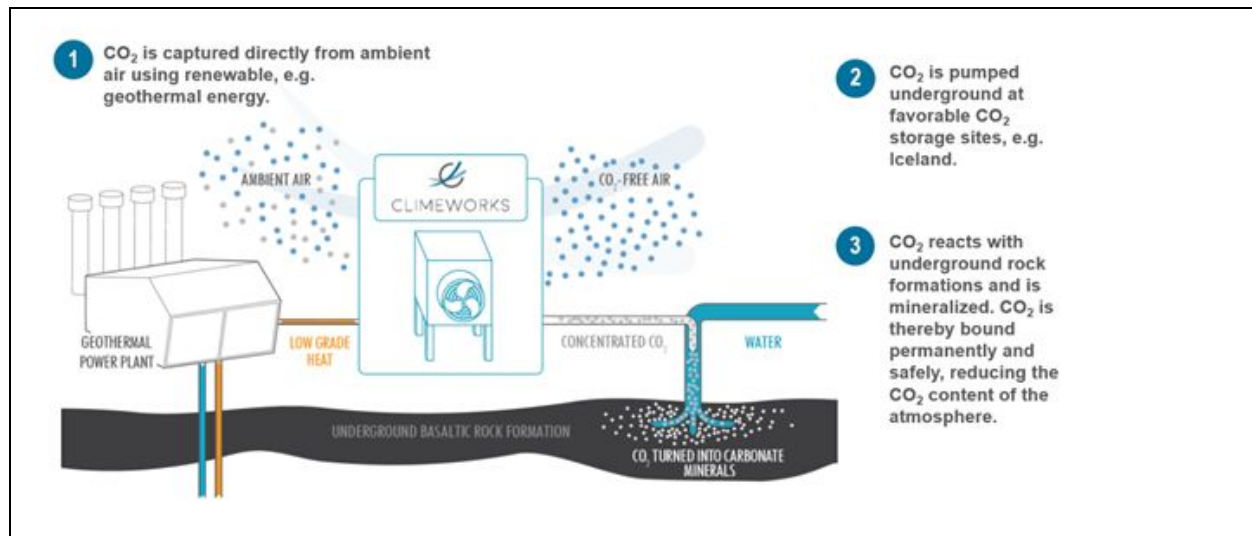 1 CO₂ is captured directly from ambient
air using renewable, e.g.
geothermal energy.
2 CO₂ is pumped
underground at
favorable CO₂
storage sites, e.g.
Iceland.
AMBIENT AIR
CLIMEWORKS
CO₂- FREE AIR
3 CO₂ reacts with
underground rock
formations and is
mineralized. CO₂ is
thereby bound
permanently and
safely, reducing the
CO₂ content of the
atmosphere.
GEOTHERMAL
POWER PLANT
LOW GRADE
HEAT
CONCENTRATED CO₂
WATER
UNDERGROUND BASALTIC ROCK FORMATION
CO₂ TURNED INTO CARBONATE
MINERALS